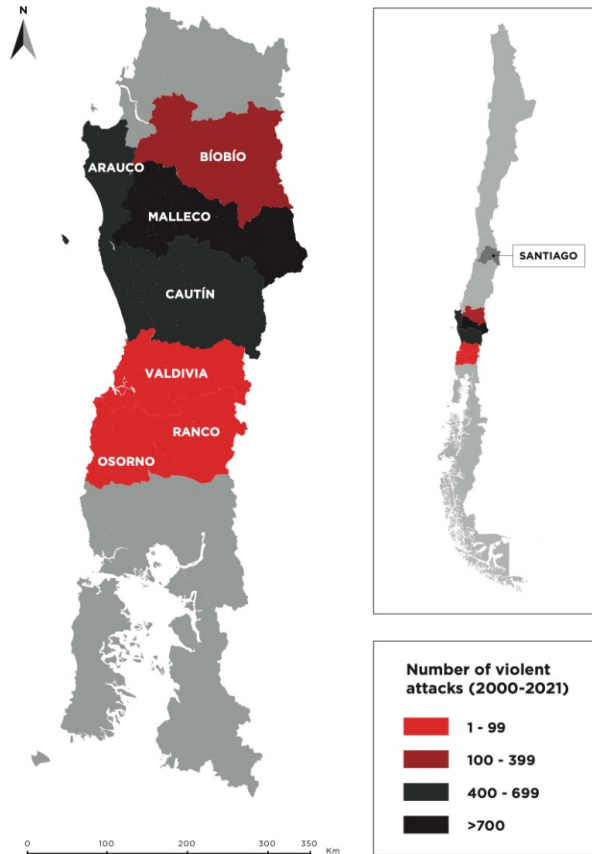 N
BÍOBÍO
ARAUCO
MALLECO
CAUTÍN
VALDIVIA
RANCO
OSORNO
0 100 200 300 350
Km
SANTIAGO
Number of violent
attacks (2000-2021)
1 - 99
100 - 399
400 - 699
>700